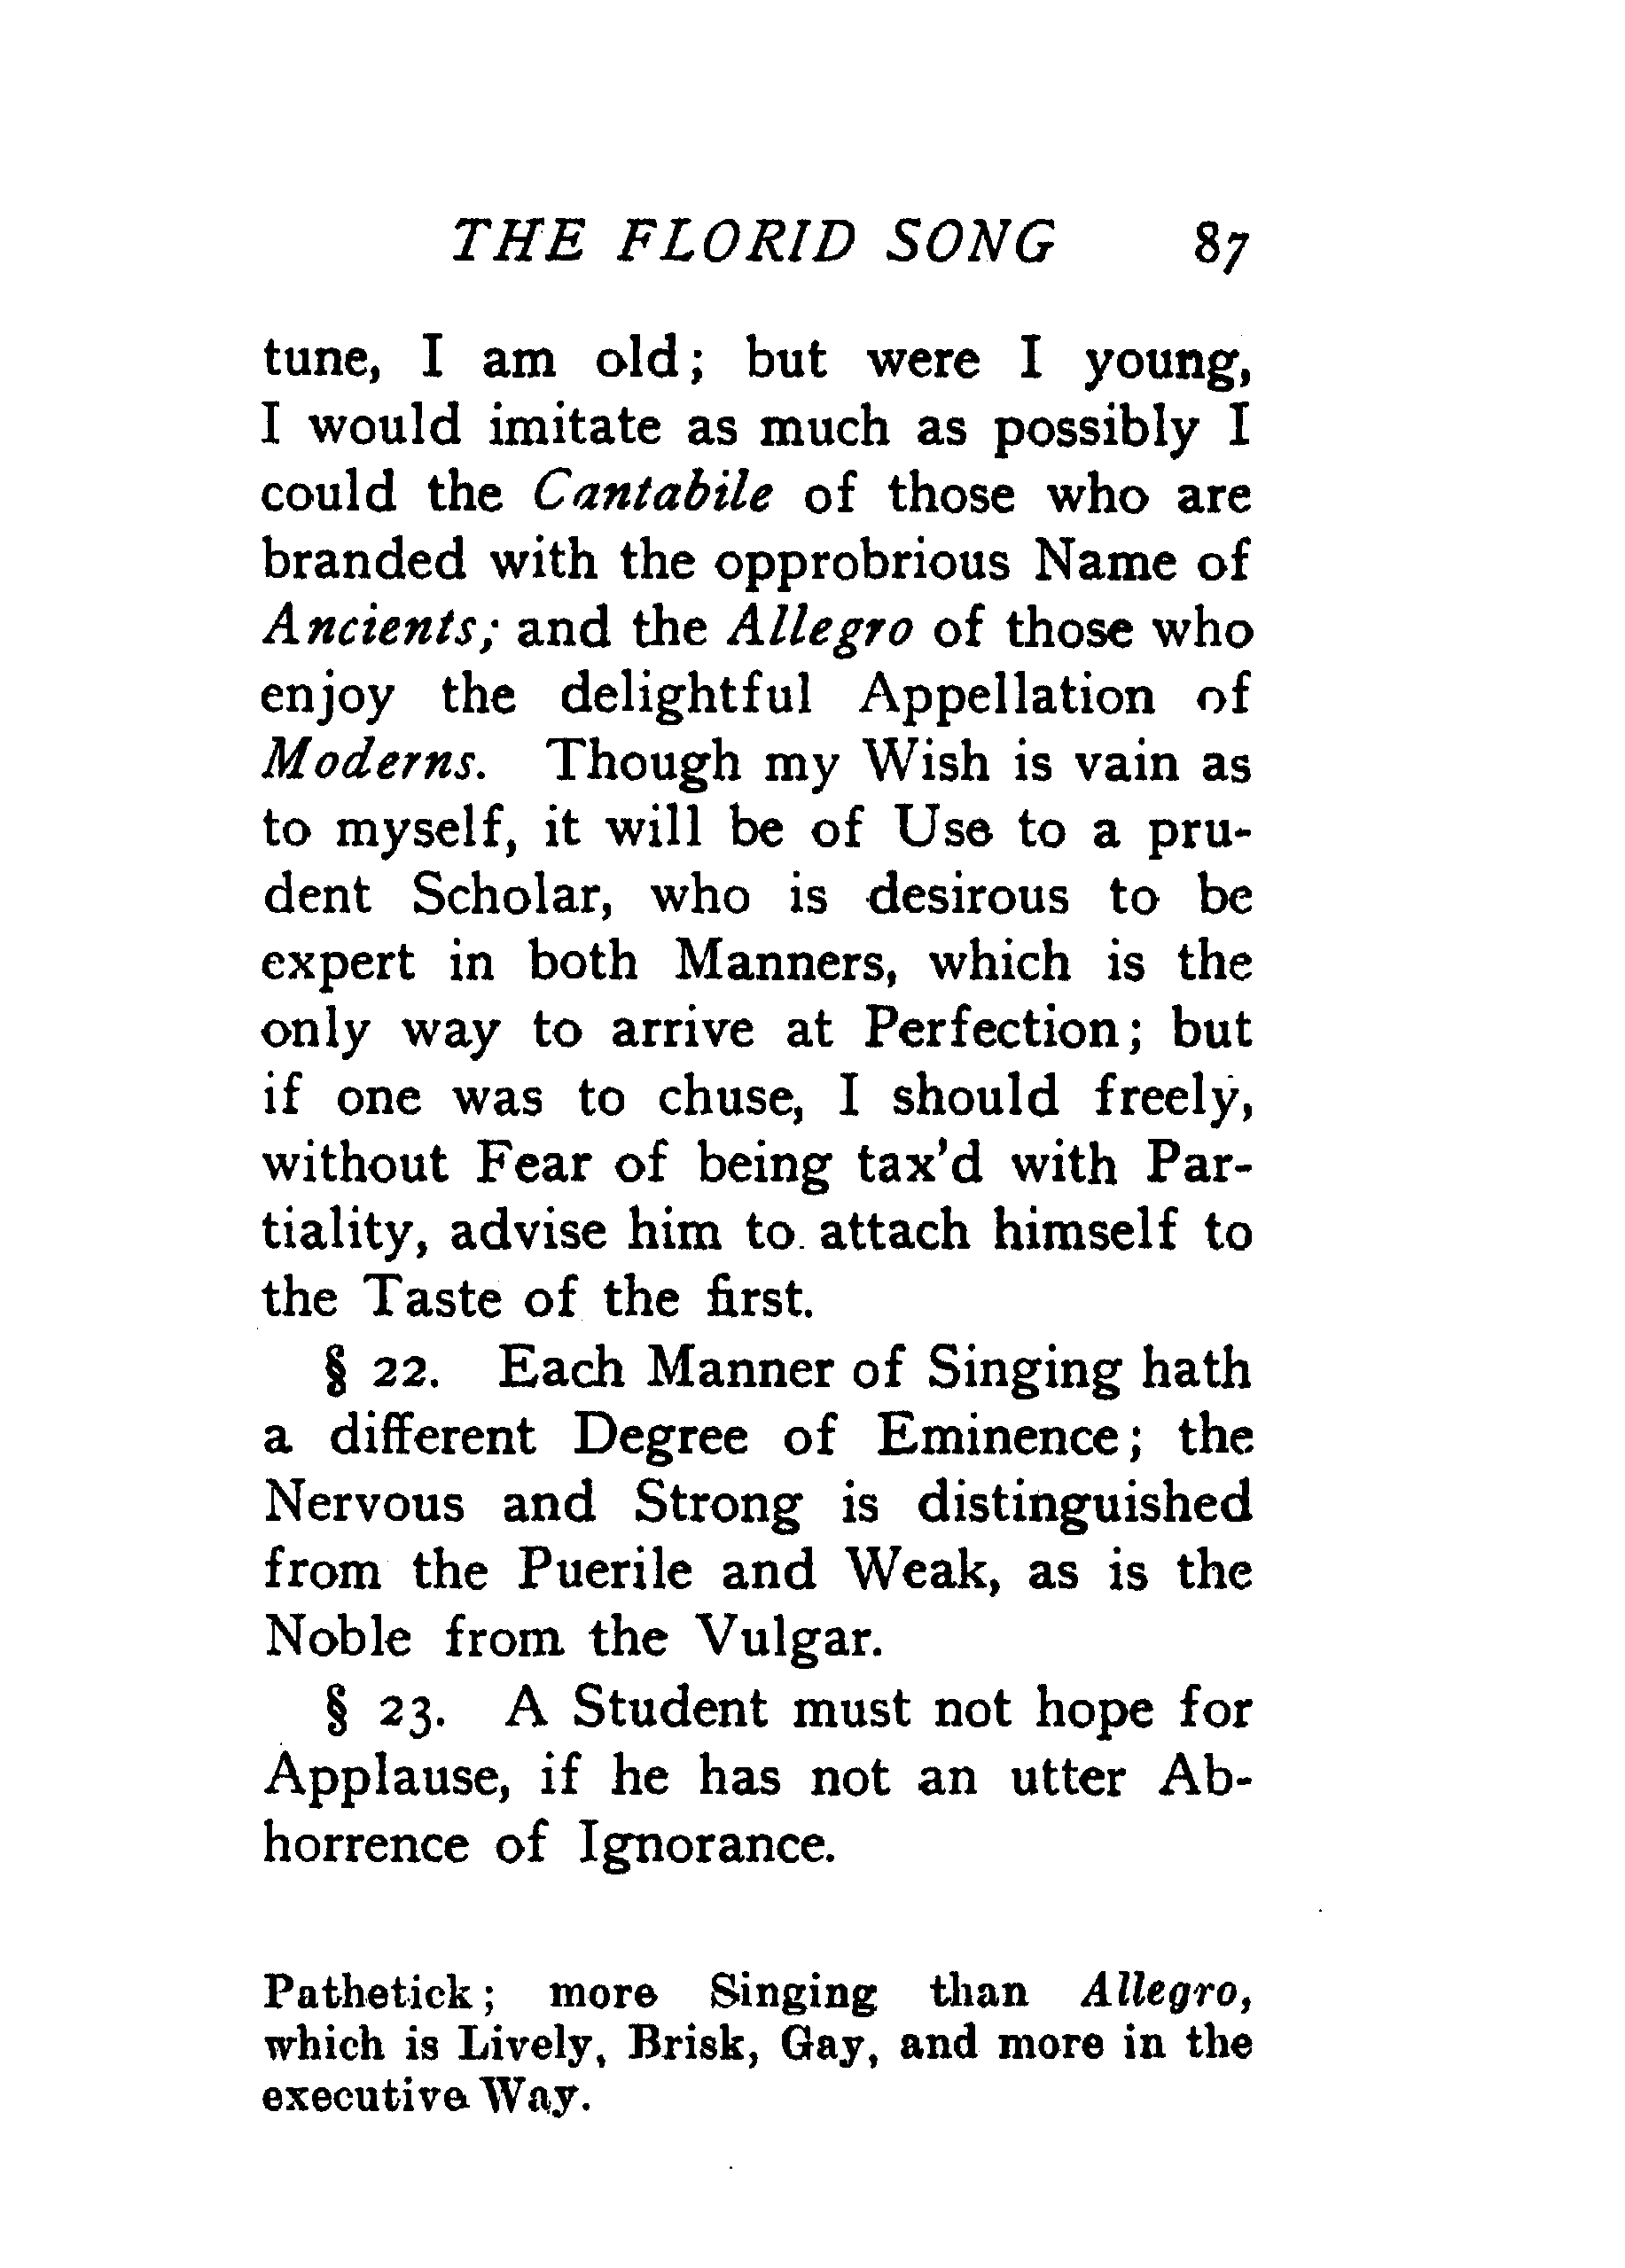 THE FLORID SONG 87
tune, I am old; but were I young,
I would imitate as much as possibly I
could the Cantabile of those who are
branded with the opprobrious Name of
Ancients; and the Allegro of those who
enjoy the delightful Appellation of
Moderns. Though my Wish is vain as
to myself, it will be of Use to a pru-
dent Scholar, who is desirous to be
expert in both Manners, which is the
only way to arrive at Perfection; but
if one was to chuse, I should freely,
without Fear of being tax'd with Par-
tiality, advise him to attach himself to
the Taste of the first.
§ 22. Each Manner of Singing hath
a different Degree of Eminence; the
Nervous and Strong is distinguished
from the Puerile and Weak, as is the
Noble from the Vulgar.
§ 23. A Student must not hope for
Applause, if he has not an utter Ab-
horrence of Ignorance.
Pathetick; more Singing than Allegro,
which is Lively, Brisk, Gay, and more in the
executive Way.